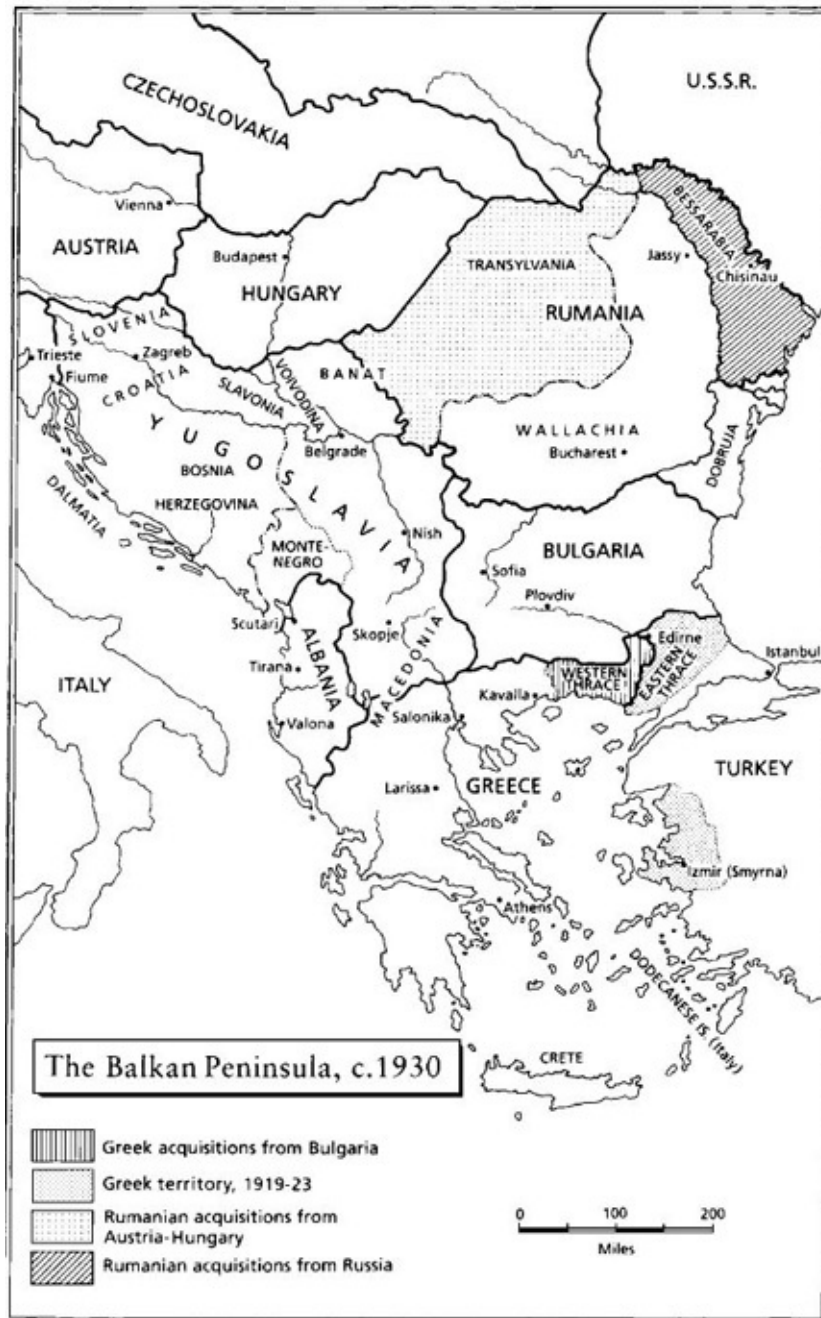 U.S.S.R.
CZECHOSLOVAKIA
Vienna
AUSTRIA
Budapest
HUNGARY
TRANSYLVANIA
RUMANIA
Jassy
BESSARABIA
Chisinau
SLOVENIA
Trieste
Zagreb
Fiume
CROATIA
SLAVONIA
VOIVODINA
BANAT
WALLACHIA
Bucharest
DOBRUJA
YUGOSLAVIA
Belgrade
BOSNIA
HERZEGOVINA
DALMATIA
MONTE-
NEGRO
Nish
BULGARIA
Sofia
Plovdiv
Scutari
ALBANIA
Skopje
MACEDONIA
Tirana
Valona
ITALY
Edirne
Istanbul
WESTERN
THRACE
EASTERN
THRACE
Kavalla
Salonika
TURKEY
Larissa
GREECE
Izmir (Smyrna)
Athens
DODECANESE IS. (Italy)
CRETE
The Balkan Peninsula, c.1930
Greek acquisitions from Bulgaria
Greek territory, 1919-23
Rumanian acquisitions from
Austria-Hungary
Rumanian acquisitions from Russia
0 100 200
Miles